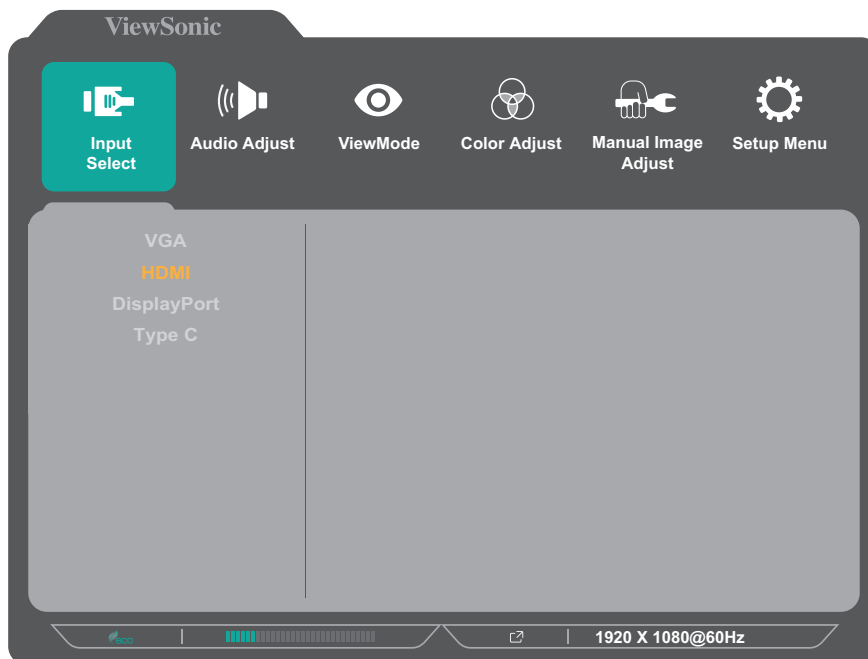 ViewSonic
Input
Select
Audio Adjust
ViewMode
Color Adjust
Manual Image
Adjust
Setup Menu
VGA
HDMI
DisplayPort
Type C
ECO
1920 X 1080@60Hz